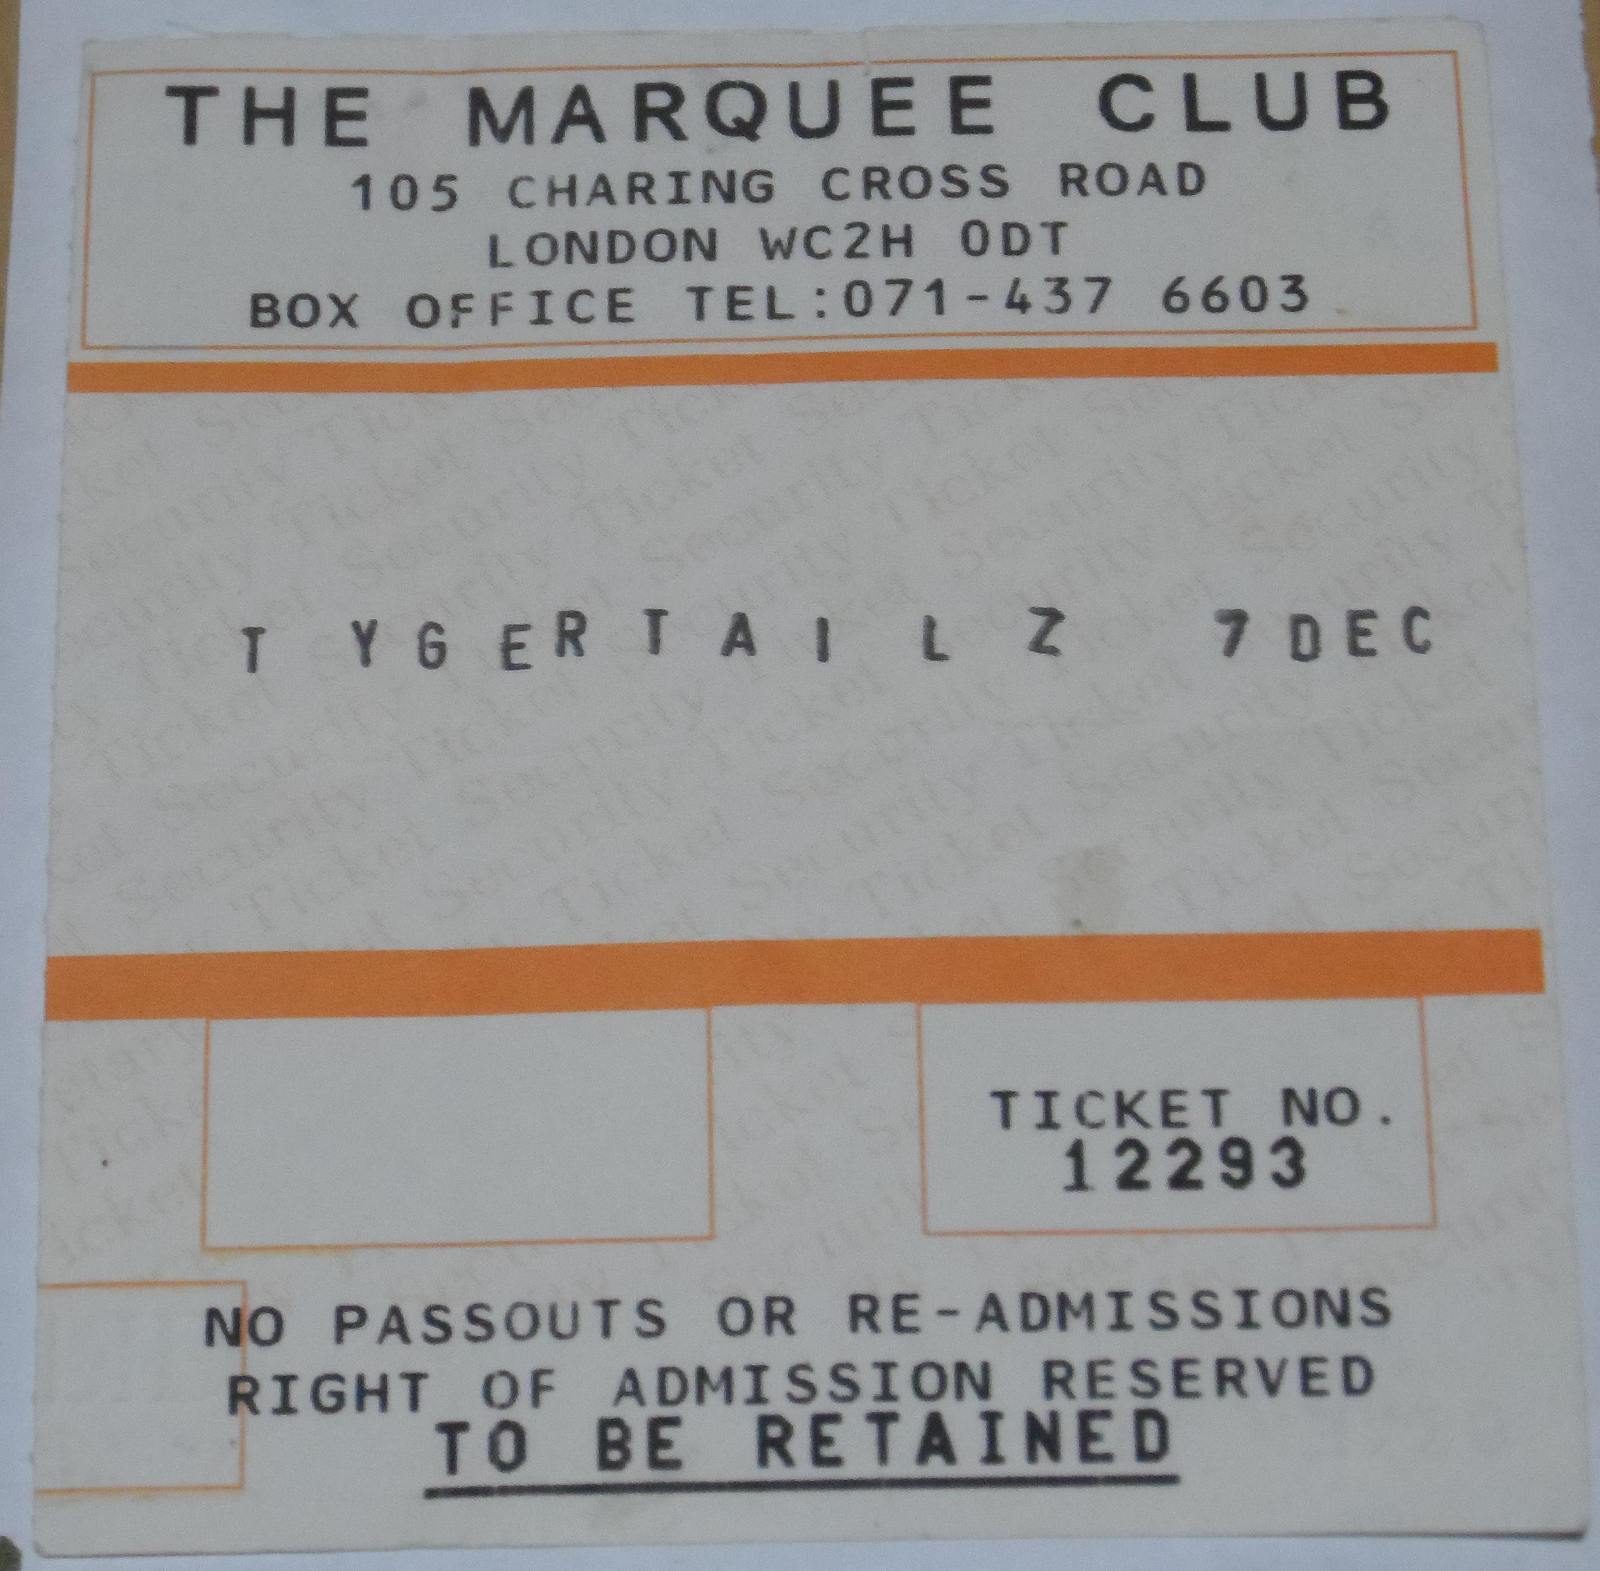 THE MARQUEE CLUB
105 CHARING CROSS ROAD
LONDON WC2H 0DT
BOX OFFICE TEL:071-437 6603
TYGERTAILZ 7DEC
TICKET NO.
12293
NO PASSOUTS OR RE-ADMISSIONS
RIGHT OF ADMISSION RESERVED
TO BE RETAINED